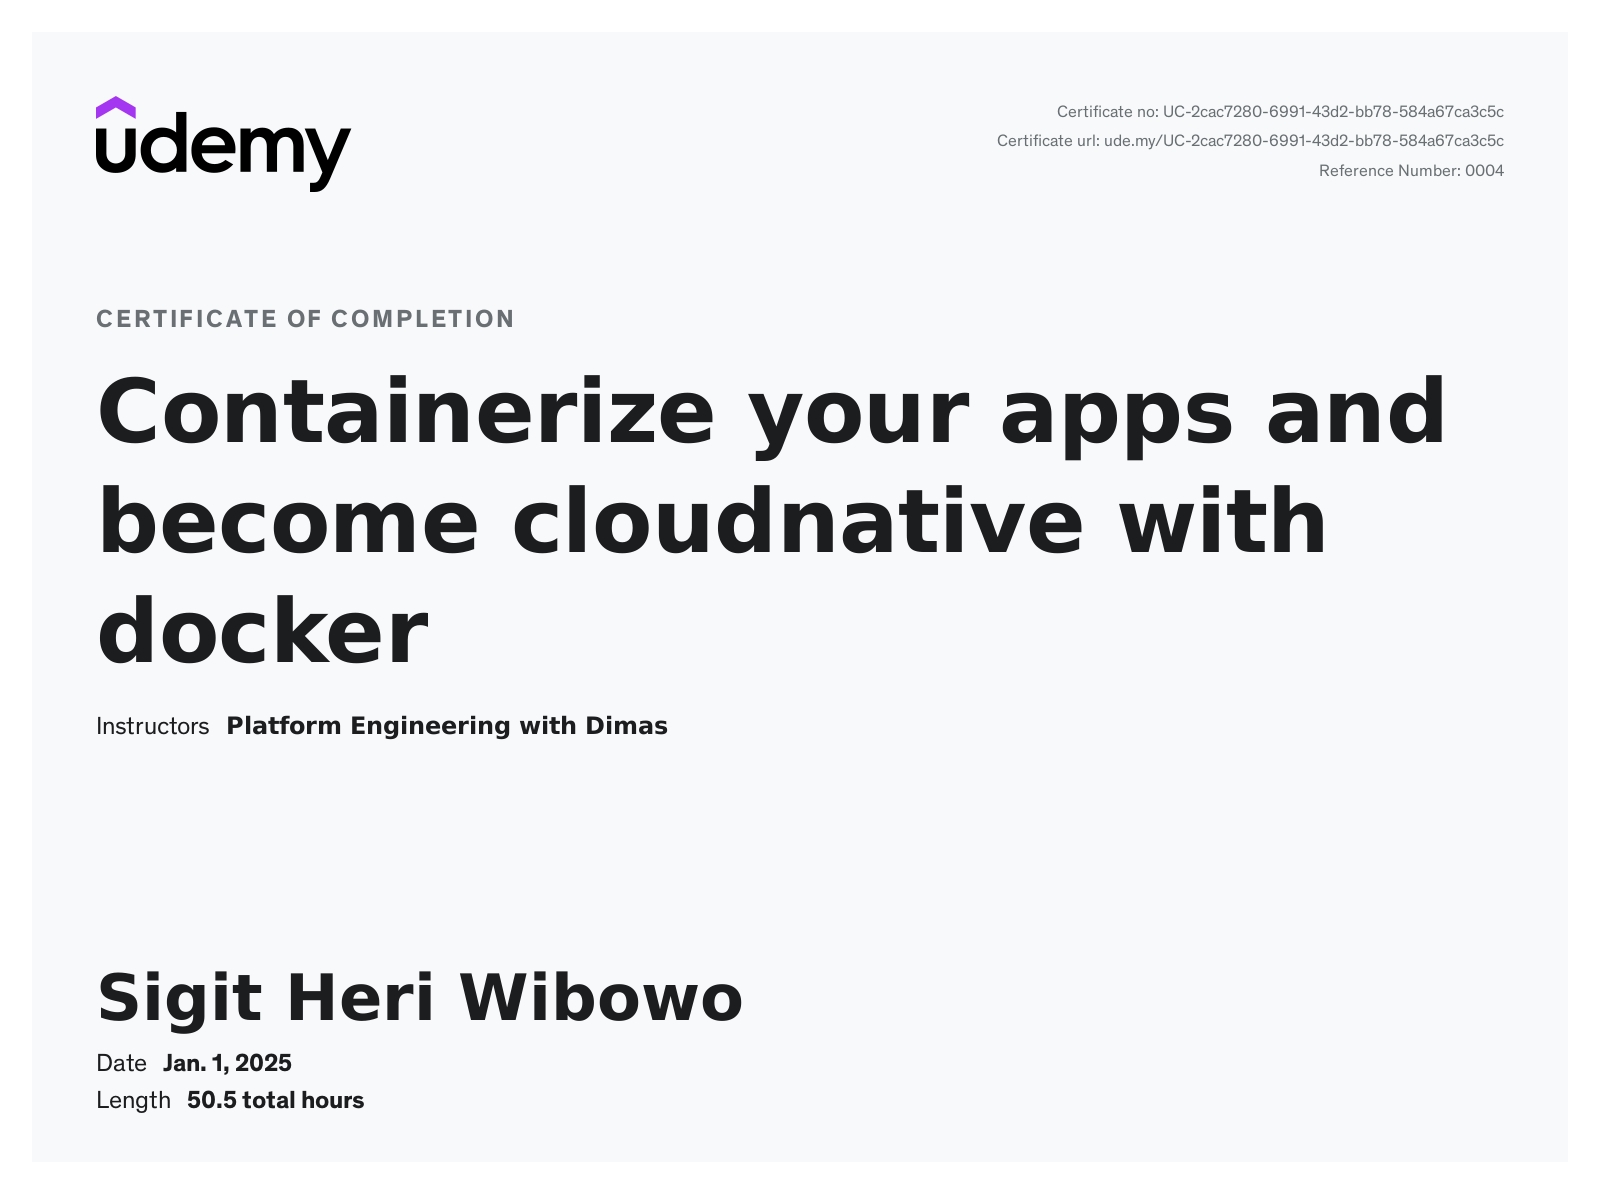 udemy
Certificate no: UC-2cac7280-6991-43d2-bb78-584a67ca3c5c
Certificate url: ude.my/UC-2cac7280-6991-43d2-bb78-584a67ca3c5c
Reference Number: 0004
CERTIFICATE OF COMPLETION
Containerize your apps and
become cloudnative with
docker
Instructors Platform Engineering with Dimas
Sigit Heri Wibowo
Date Jan. 1, 2025
Length 50.5 total hours